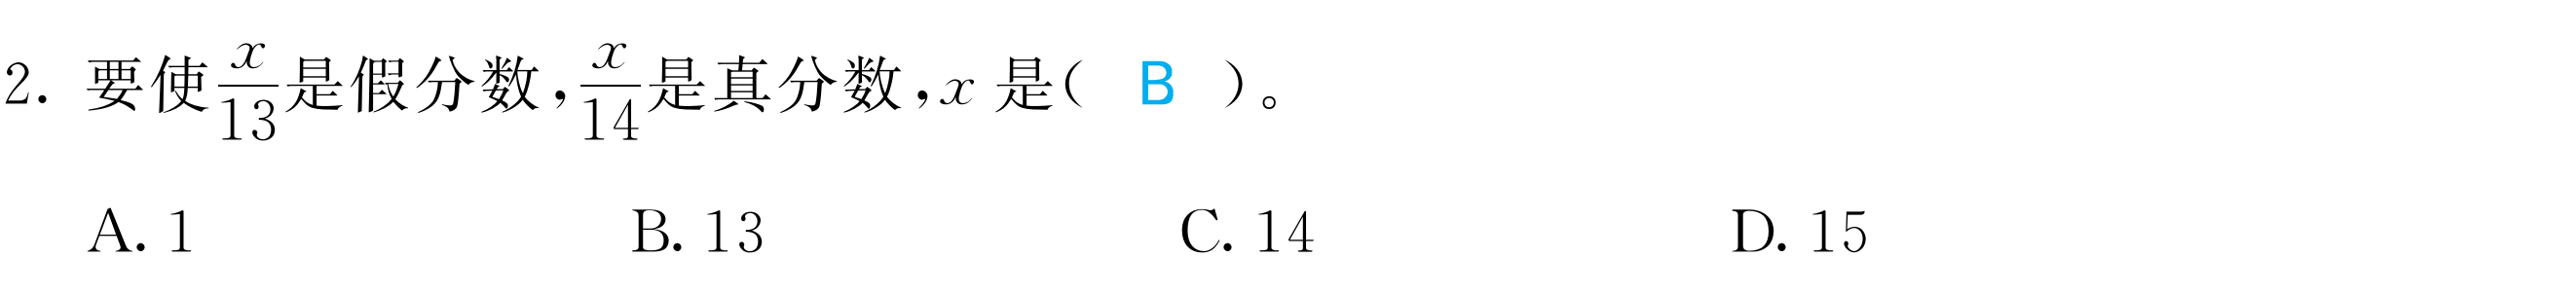 2. 要使x/13是假分数,x/14是真分数,x 是( B )。
A. 1 B. 13 C. 14 D. 15